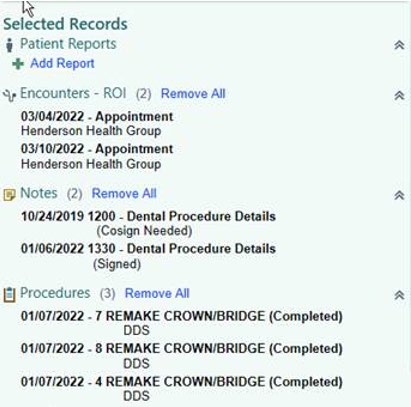 Selected Records
Patient Reports
Add Report
Encounters - ROI (2) Remove All
03/04/2022 - Appointment
Henderson Health Group
03/10/2022 - Appointment
Henderson Health Group
Notes (2) Remove All
10/24/2019 1200 - Dental Procedure Details
(Cosign Needed)
01/06/2022 1330 - Dental Procedure Details
(Signed)
Procedures (3) Remove All
01/07/2022 - 7 REMAKE CROWN/BRIDGE (Completed)
DDS
01/07/2022 - 8 REMAKE CROWN/BRIDGE (Completed)
DDS
01/07/2022 - 4 REMAKE CROWN/BRIDGE (Completed)
DDS